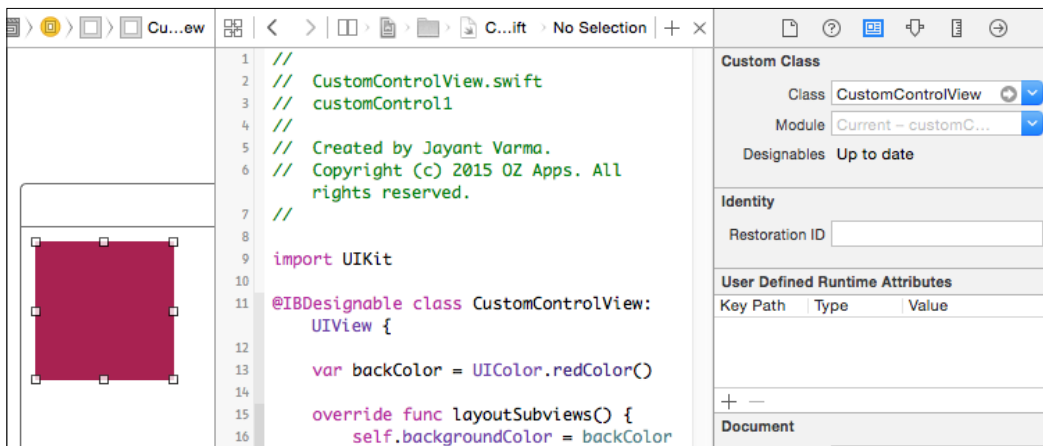 Cu...ew
C...ift
No Selection
1 //
2 // CustomControlView.swift
3 // customControl1
4 //
5 // Created by Jayant Varma.
6 // Copyright (c) 2015 OZ Apps. All
rights reserved.
7 //
8
9 import UIKit
10
11 @IBDesignable class CustomControlView:
UIView {
12
13 var backColor = UIColor.redColor()
14
15 override func layoutSubviews() {
16 self.backgroundColor = backColor
Custom Class
Class CustomControlView
Module Current – customC...
Designables Up to date
Identity
Restoration ID
User Defined Runtime Attributes
Key Path Type Value
Document